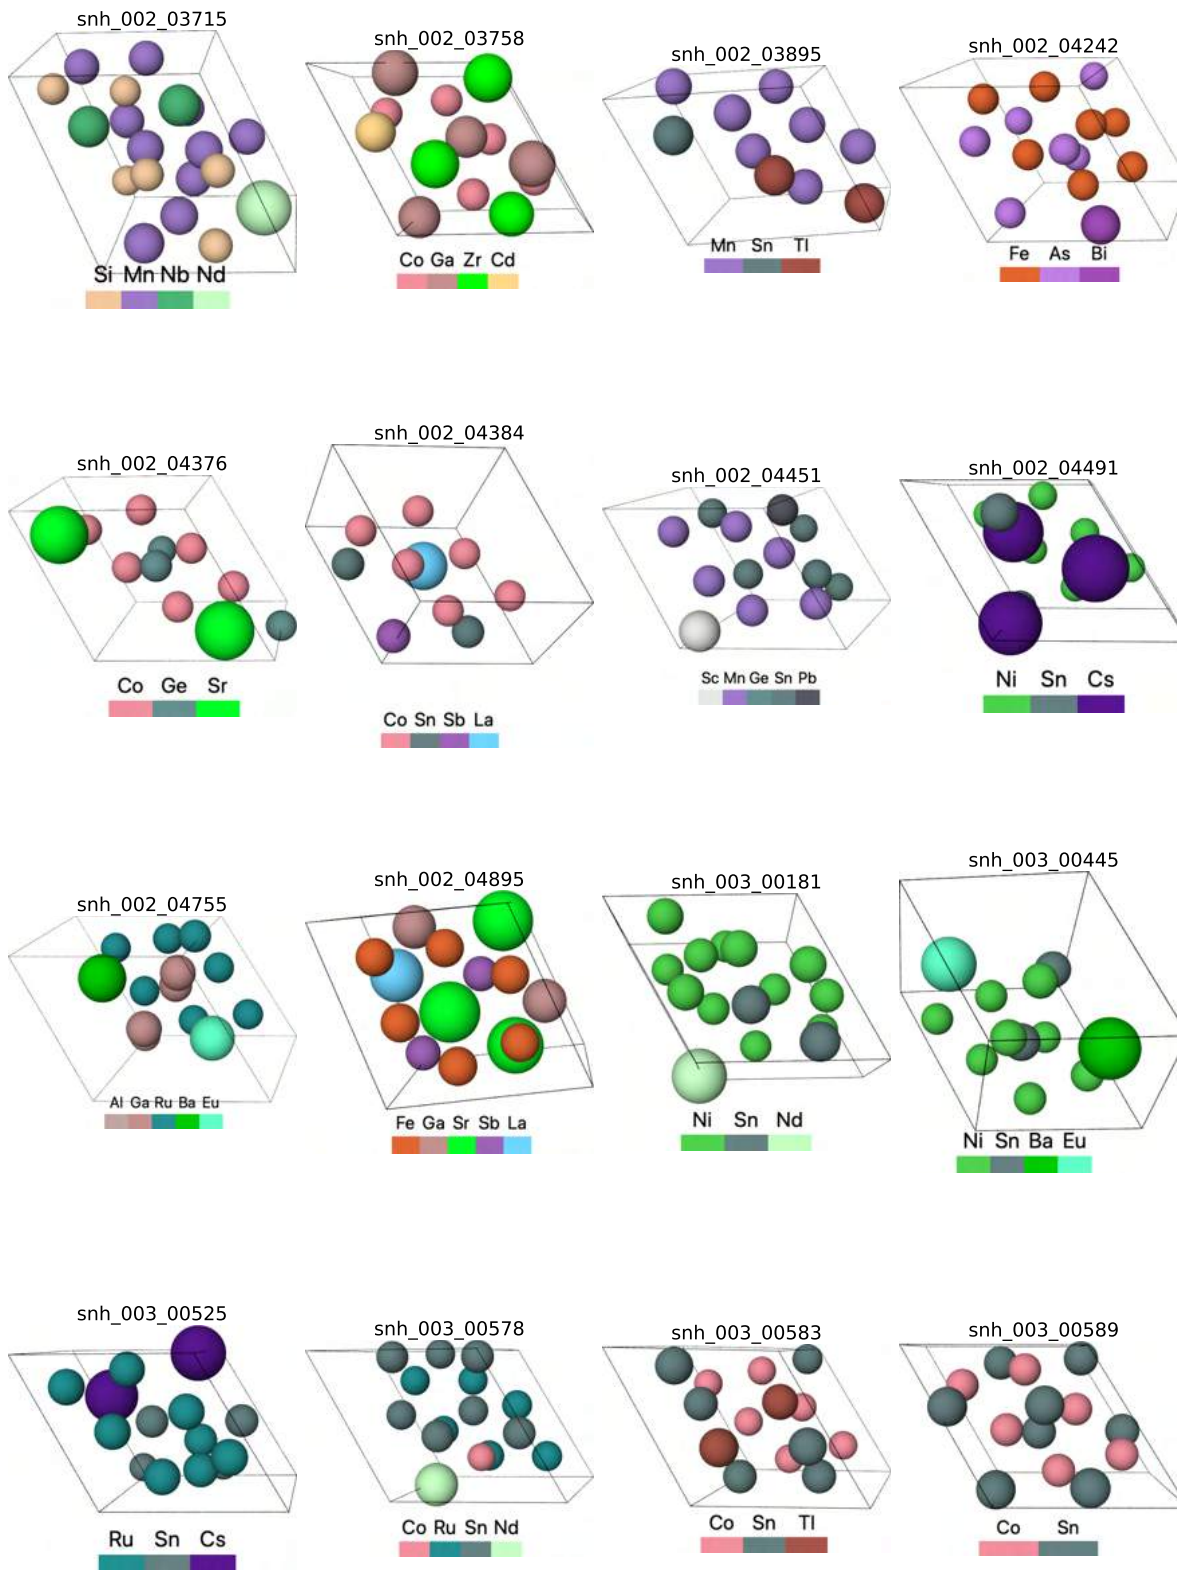 snh_002_03715
snh_002_03758
snh_002_03895
snh_002_04242
Si Mn Nb Nd
Co Ga Zr Cd
Mn Sn Tl
Fe As Bi
snh_002_04376
snh_002_04384
snh_002_04451
snh_002_04491
Co Ge Sr
Co Sn Sb La
Sc Mn Ge Sn Pb
Ni Sn Cs
snh_002_04755
snh_002_04895
snh_003_00181
snh_003_00445
Al Ga Ru Ba Eu
Fe Ga Sr Sb La
Ni Sn Nd
Ni Sn Ba Eu
snh_003_00525
snh_003_00578
snh_003_00583
snh_003_00589
Ru Sn Cs
Co Ru Sn Nd
Co Sn Tl
Co Sn